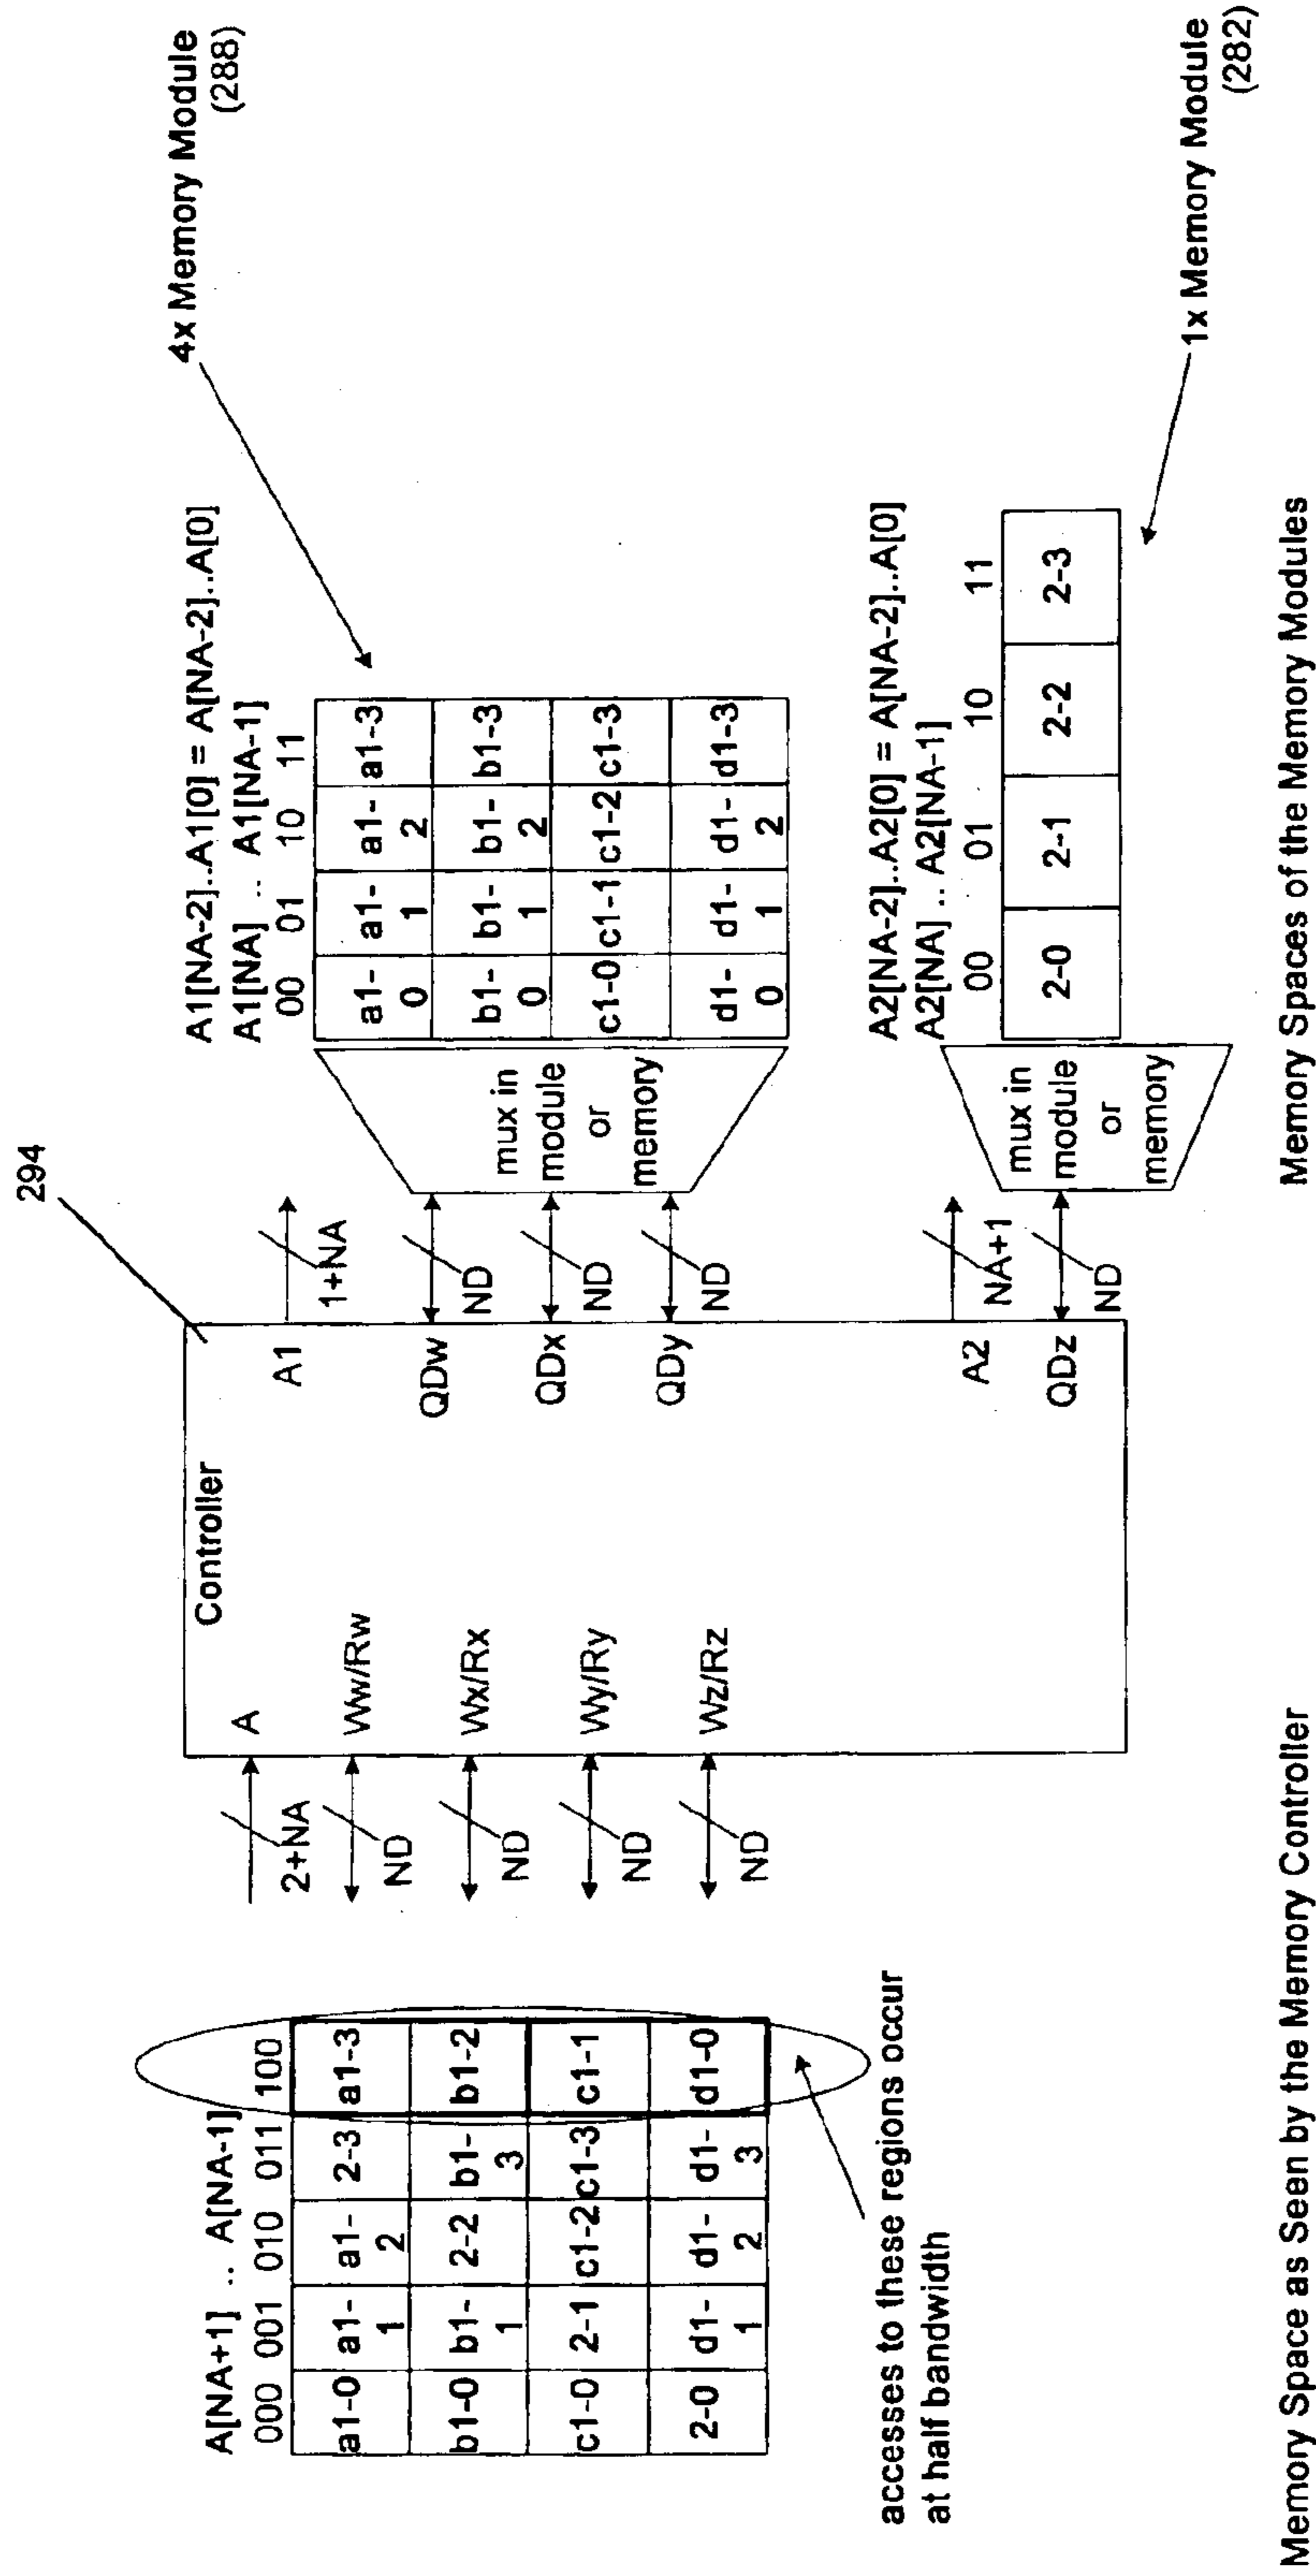 294
4x Memory Module
(288)
A1[NA-2]..A1[0] = A[NA-2]..A[0]
A1[NA] .. A1[NA-1]
00 01 10 11
a1-0 a1-1 a1-2 a1-3
b1-0 b1-1 b1-2 b1-3
c1-0 c1-1 c1-2 c1-3
d1-0 d1-1 d1-2 d1-3
mux in
module
or
memory
A2[NA-2]..A2[0] = A[NA-2]..A[0]
A2[NA] .. A2[NA-1]
00 01 10 11
2-0 2-1 2-2 2-3
mux in
module
or
memory
1x Memory Module
(282)
Memory Spaces of the Memory Modules
Controller
A
Ww/Rw
Wx/Rx
Wy/Ry
Wz/Rz
A1
QDw
QDx
QDy
A2
QDz
1+NA
ND
ND
ND
NA+1
ND
2+NA
ND
ND
ND
ND
A[NA+1] .. A[NA-1]
000 001 010 011 100
a1-0 a1-1 a1-2 2-3 a1-3
b1-0 b1-1 2-2 b1-3 b1-2
c1-0 2-1 c1-2 c1-3 c1-1
2-0 d1-1 d1-2 d1-3 d1-0
accesses to these regions occur
at half bandwidth
Memory Space as Seen by the Memory Controller